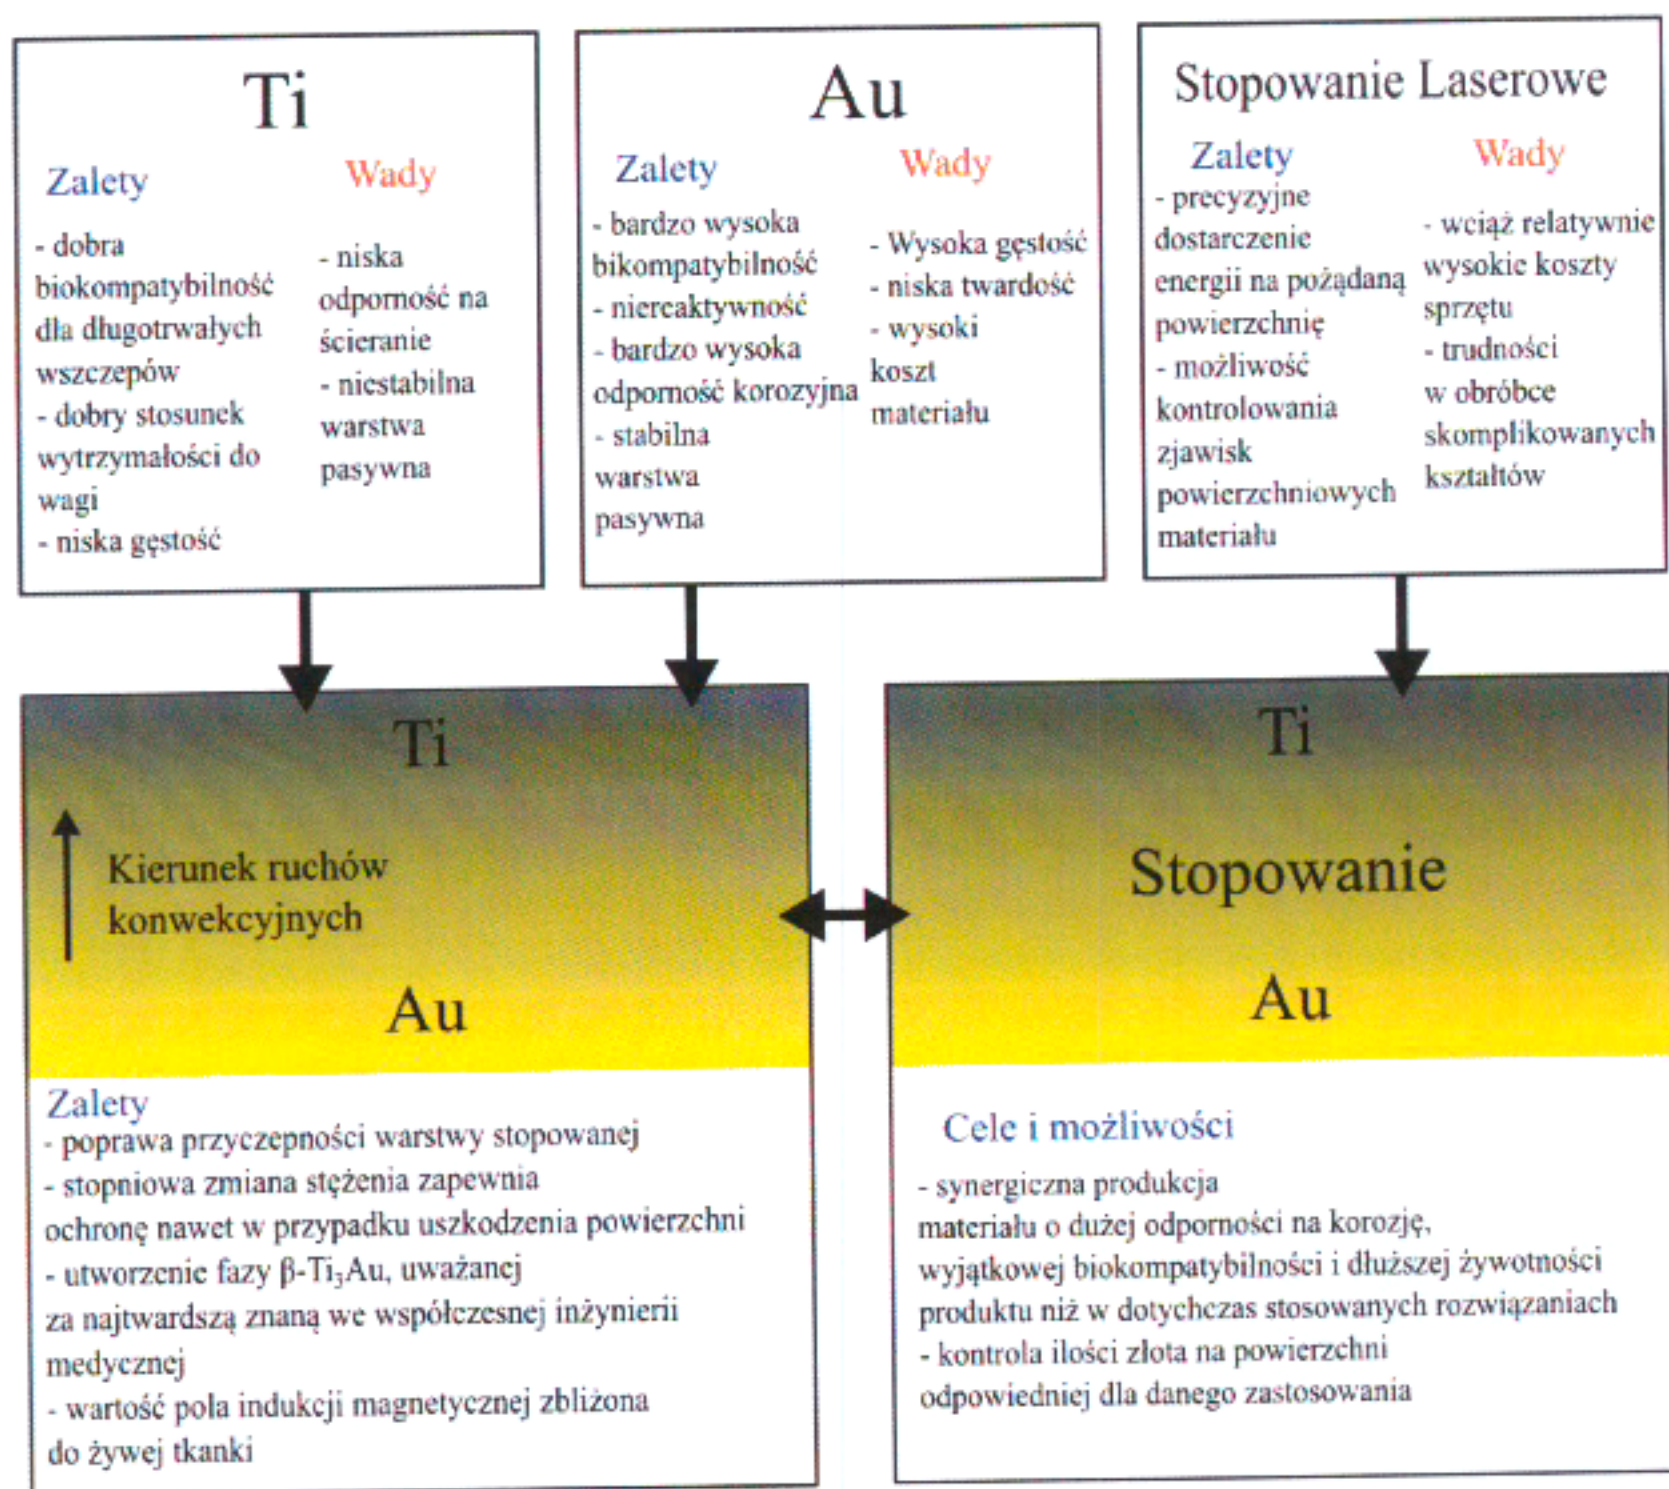 Ti
Zalety
- dobra
biokompatybilność
dla długotrwałych
wszczepów
- dobry stosunek
wytrzymałości do
wagi
- niska gęstość
Wady
- niska
odporność na
ścieranie
- niestabilna
warstwa
pasywna
Au
Zalety
- bardzo wysoka
bikompatybilność
- niereaktywność
- bardzo wysoka
odporność korozyjna
- stabilna
warstwa
pasywna
Wady
- Wysoka gęstość
- niska twardość
- wysoki
koszt
materiału
Stopowanie Laserowe
Zalety
- precyzyjne
dostarczenie
energii na pożądaną
powierzchnię
- możliwość
kontrolowania
zjawisk
powierzchniowych
materiału
Wady
- wciąż relatywnie
wysokie koszty
sprzętu
- trudności
w obróbce
skomplikowanych
kształtów
Ti
Kierunek ruchów
konwekcyjnych
Au
Zalety
- poprawa przyczepności warstwy stopowanej
- stopniowa zmiana stężenia zapewnia
ochronę nawet w przypadku uszkodzenia powierzchni
- utworzenie fazy β-Ti₃Au, uważanej
za najtwardszą znaną we współczesnej inżynierii
medycznej
- wartość pola indukcji magnetycznej zbliżona
do żywej tkanki
Ti
Stopowanie
Au
Cele i możliwości
- synergiczna produkcja
materiału o dużej odporności na korozję,
wyjątkowej biokompatybilności i dłuższej żywotności
produktu niż w dotychczas stosowanych rozwiązaniach
- kontrola ilości złota na powierzchni
odpowiedniej dla danego zastosowania